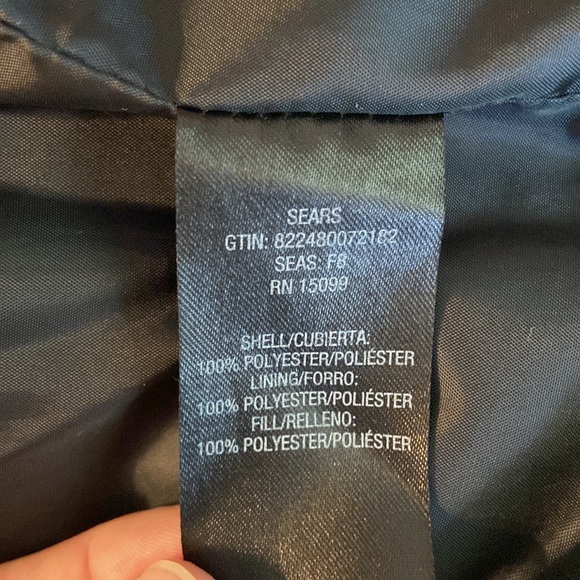 SEARS
GTIN: 822480072182
SEAS: F8
RN 15099
SHELL/CUBIERTA:
100% POLYESTER/POLIÉSTER
LINING/FORRO:
100% POLYESTER/POLIÉSTER
FILL/RELLENO:
100% POLYESTER/POLIÉSTER